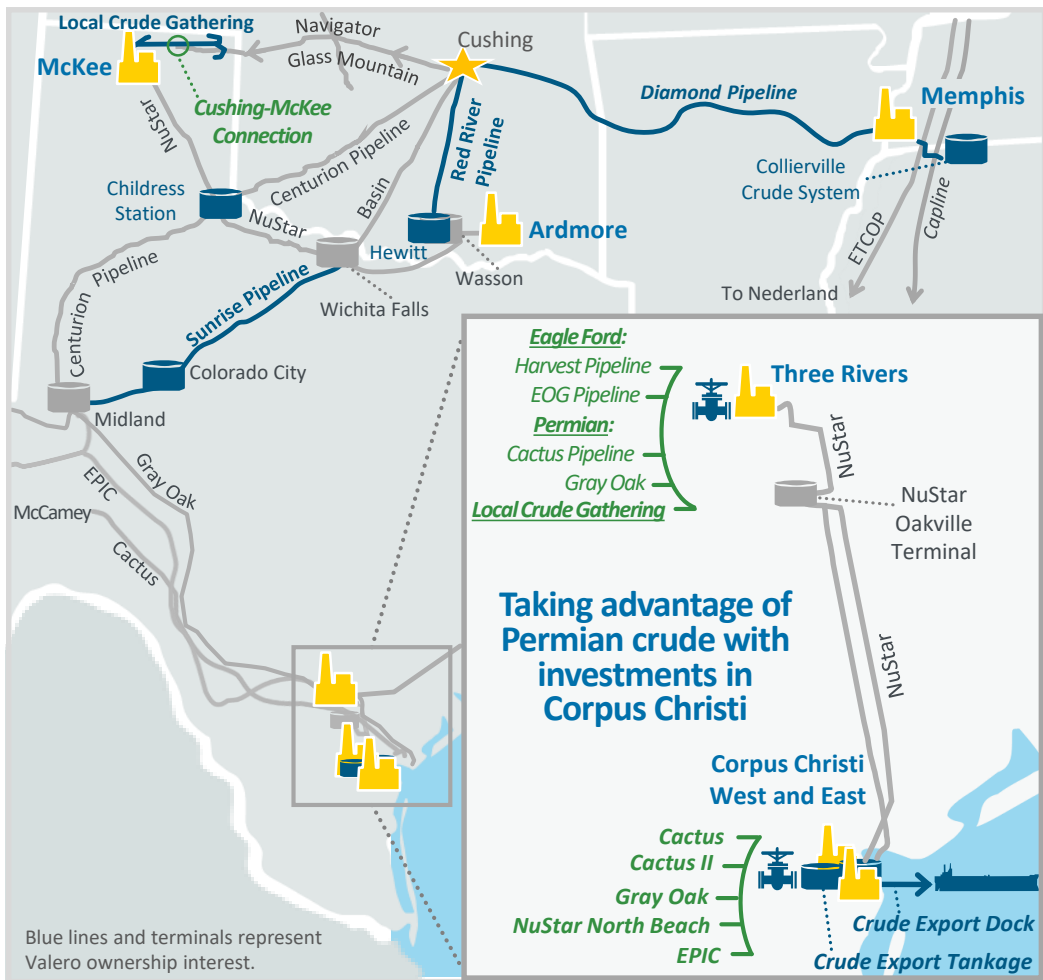 Local Crude Gathering
McKee
Navigator
Glass Mountain
Cushing
Cushing-McKee
Connection
NuStar
Centurion Pipeline
Basin
Red River
Pipeline
Diamond Pipeline
Memphis
Collierville
Crude System
ETCOP
Capline
To Nederland
Childress
Station
NuStar
Hewitt
Ardmore
Wasson
Wichita Falls
Centurion Pipeline
Sunrise Pipeline
Colorado City
Midland
Gray Oak
EPIC
McCamey
Cactus
Blue lines and terminals represent
Valero ownership interest.
Eagle Ford:
Harvest Pipeline
EOG Pipeline
Permian:
Cactus Pipeline
Gray Oak
Local Crude Gathering
Three Rivers
NuStar
NuStar
Oakville
Terminal
Taking advantage of
Permian crude with
investments in
Corpus Christi
NuStar
NuStar
Corpus Christi
West and East
Cactus
Cactus II
Gray Oak
NuStar North Beach
EPIC
Crude Export Dock
Crude Export Tankage